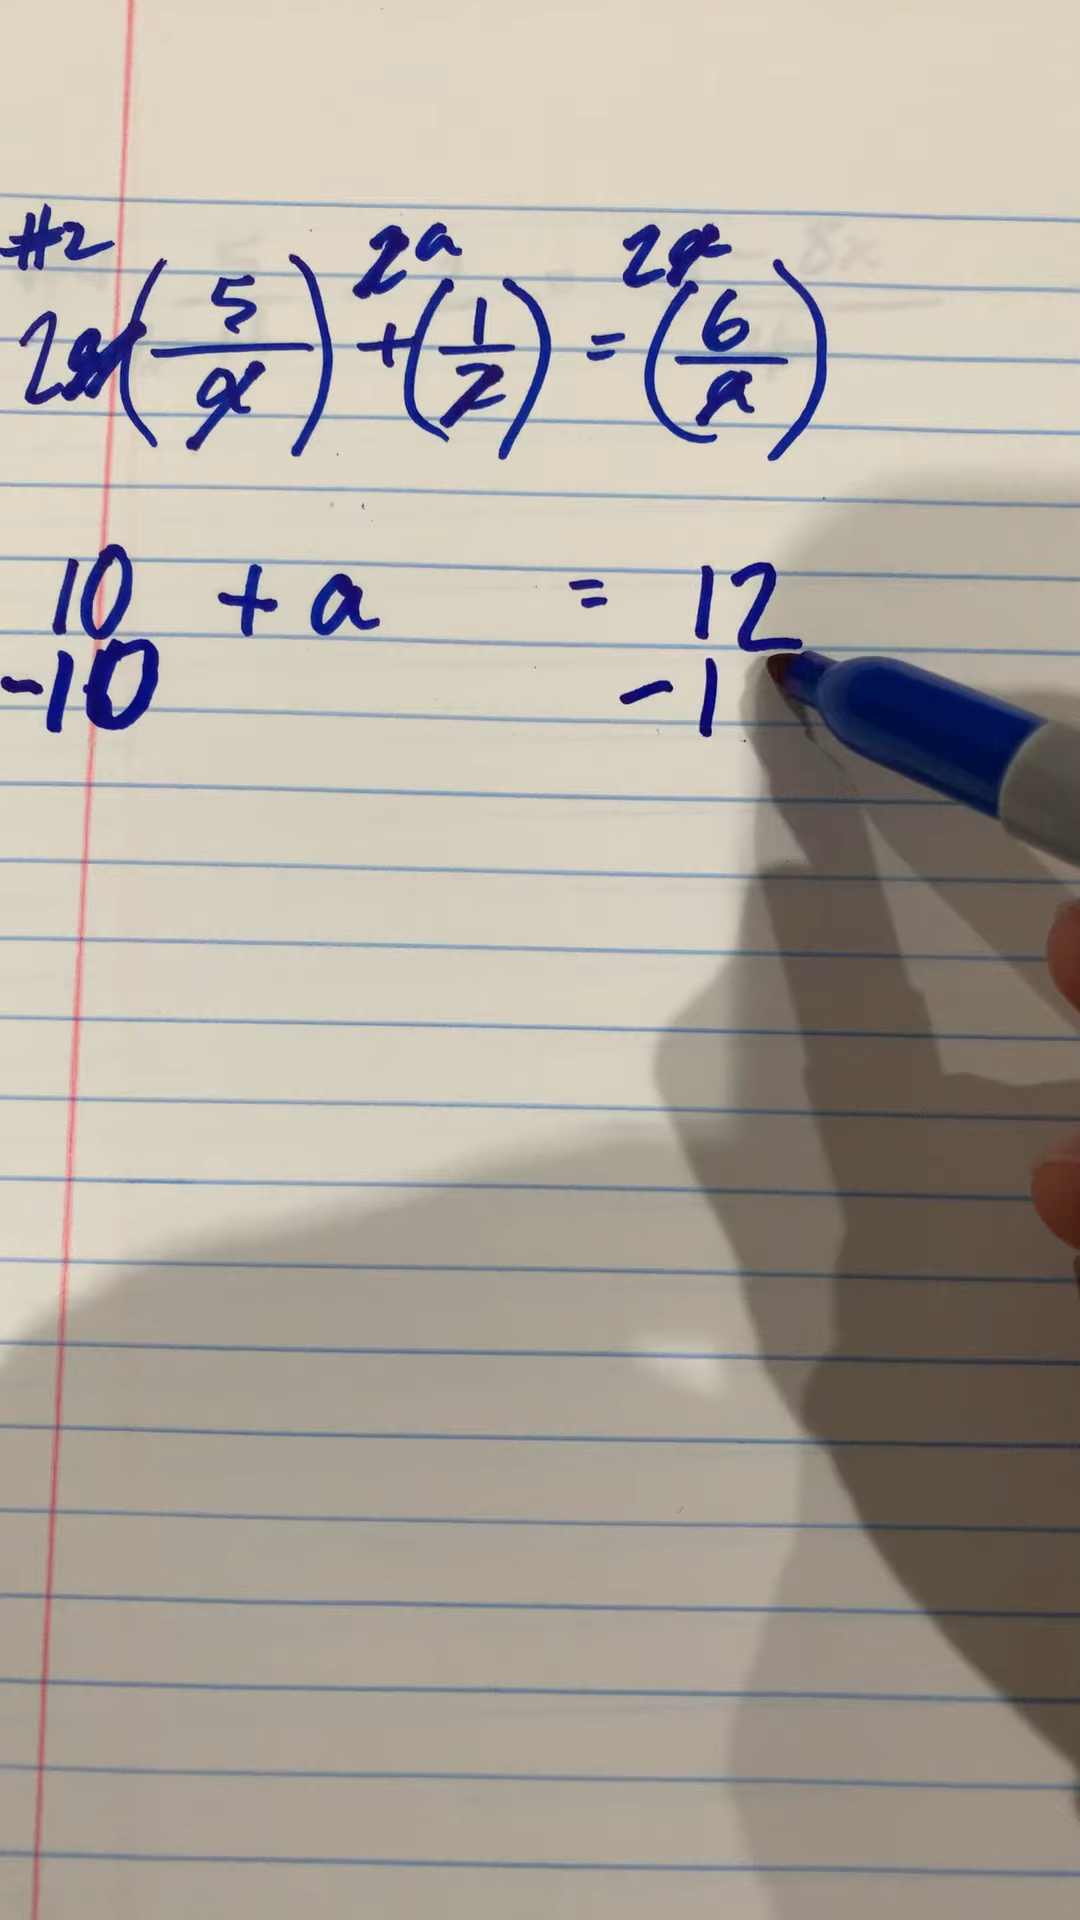 #2
2a(5/a) + 2a(1/2) = 2a(6/a)
10 + a = 12
-10 -1